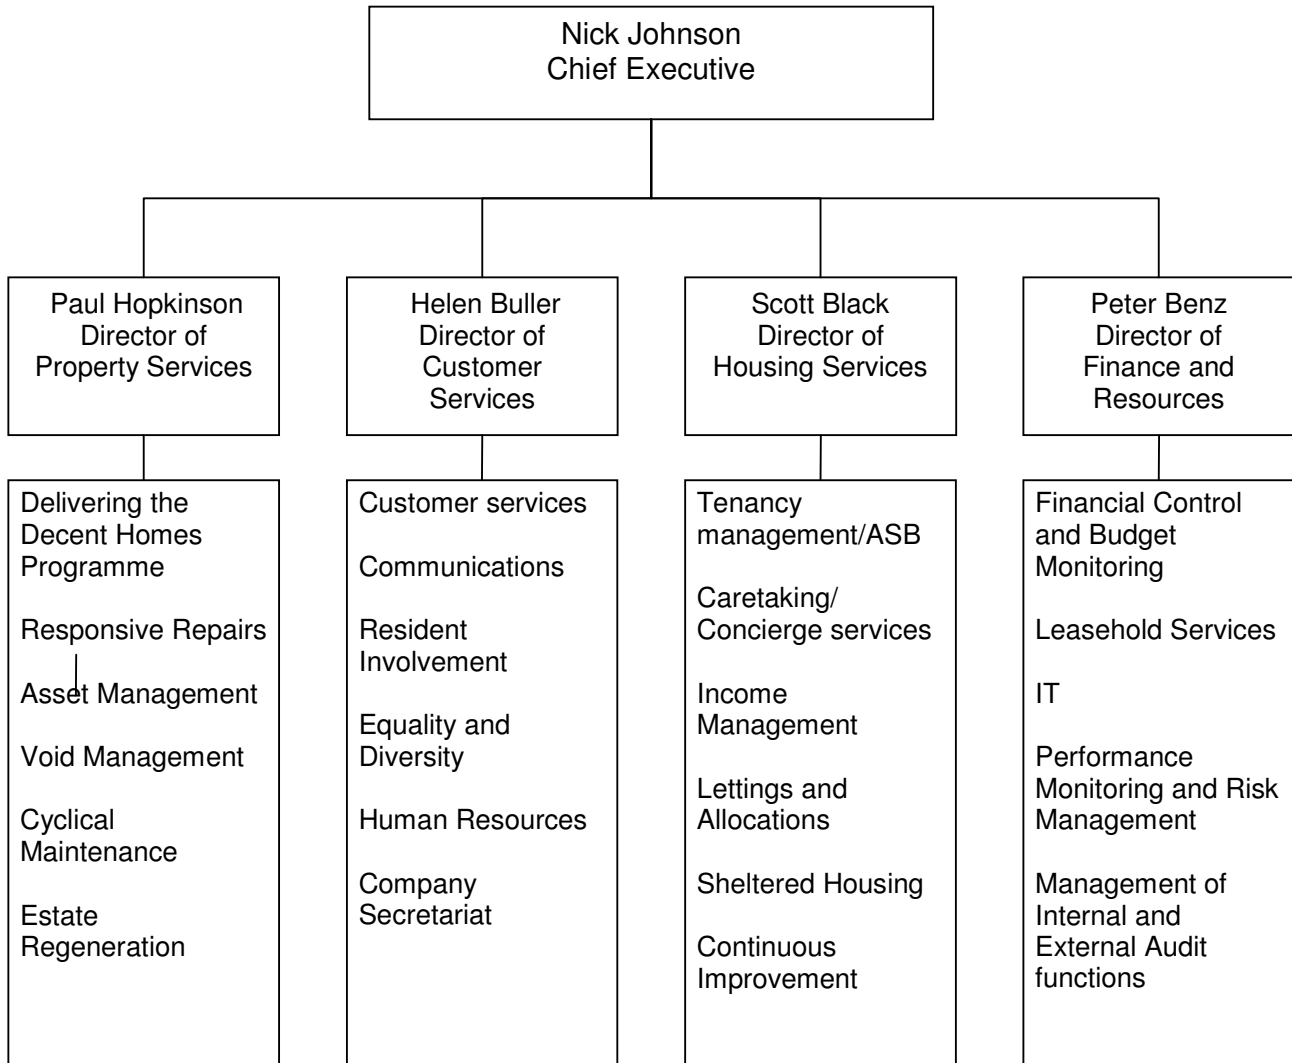 Nick Johnson
Chief Executive
Paul Hopkinson
Director of
Property Services
Helen Buller
Director of
Customer
Services
Scott Black
Director of
Housing Services
Peter Benz
Director of
Finance and
Resources
Delivering the
Decent Homes
Programme
Responsive Repairs
Asset Management
Void Management
Cyclical
Maintenance
Estate
Regeneration
Customer services
Communications
Resident
Involvement
Equality and
Diversity
Human Resources
Company
Secretariat
Tenancy
management/ASB
Caretaking/
Concierge services
Income
Management
Lettings and
Allocations
Sheltered Housing
Continuous
Improvement
Financial Control
and Budget
Monitoring
Leasehold Services
IT
Performance
Monitoring and Risk
Management
Management of
Internal and
External Audit
functions